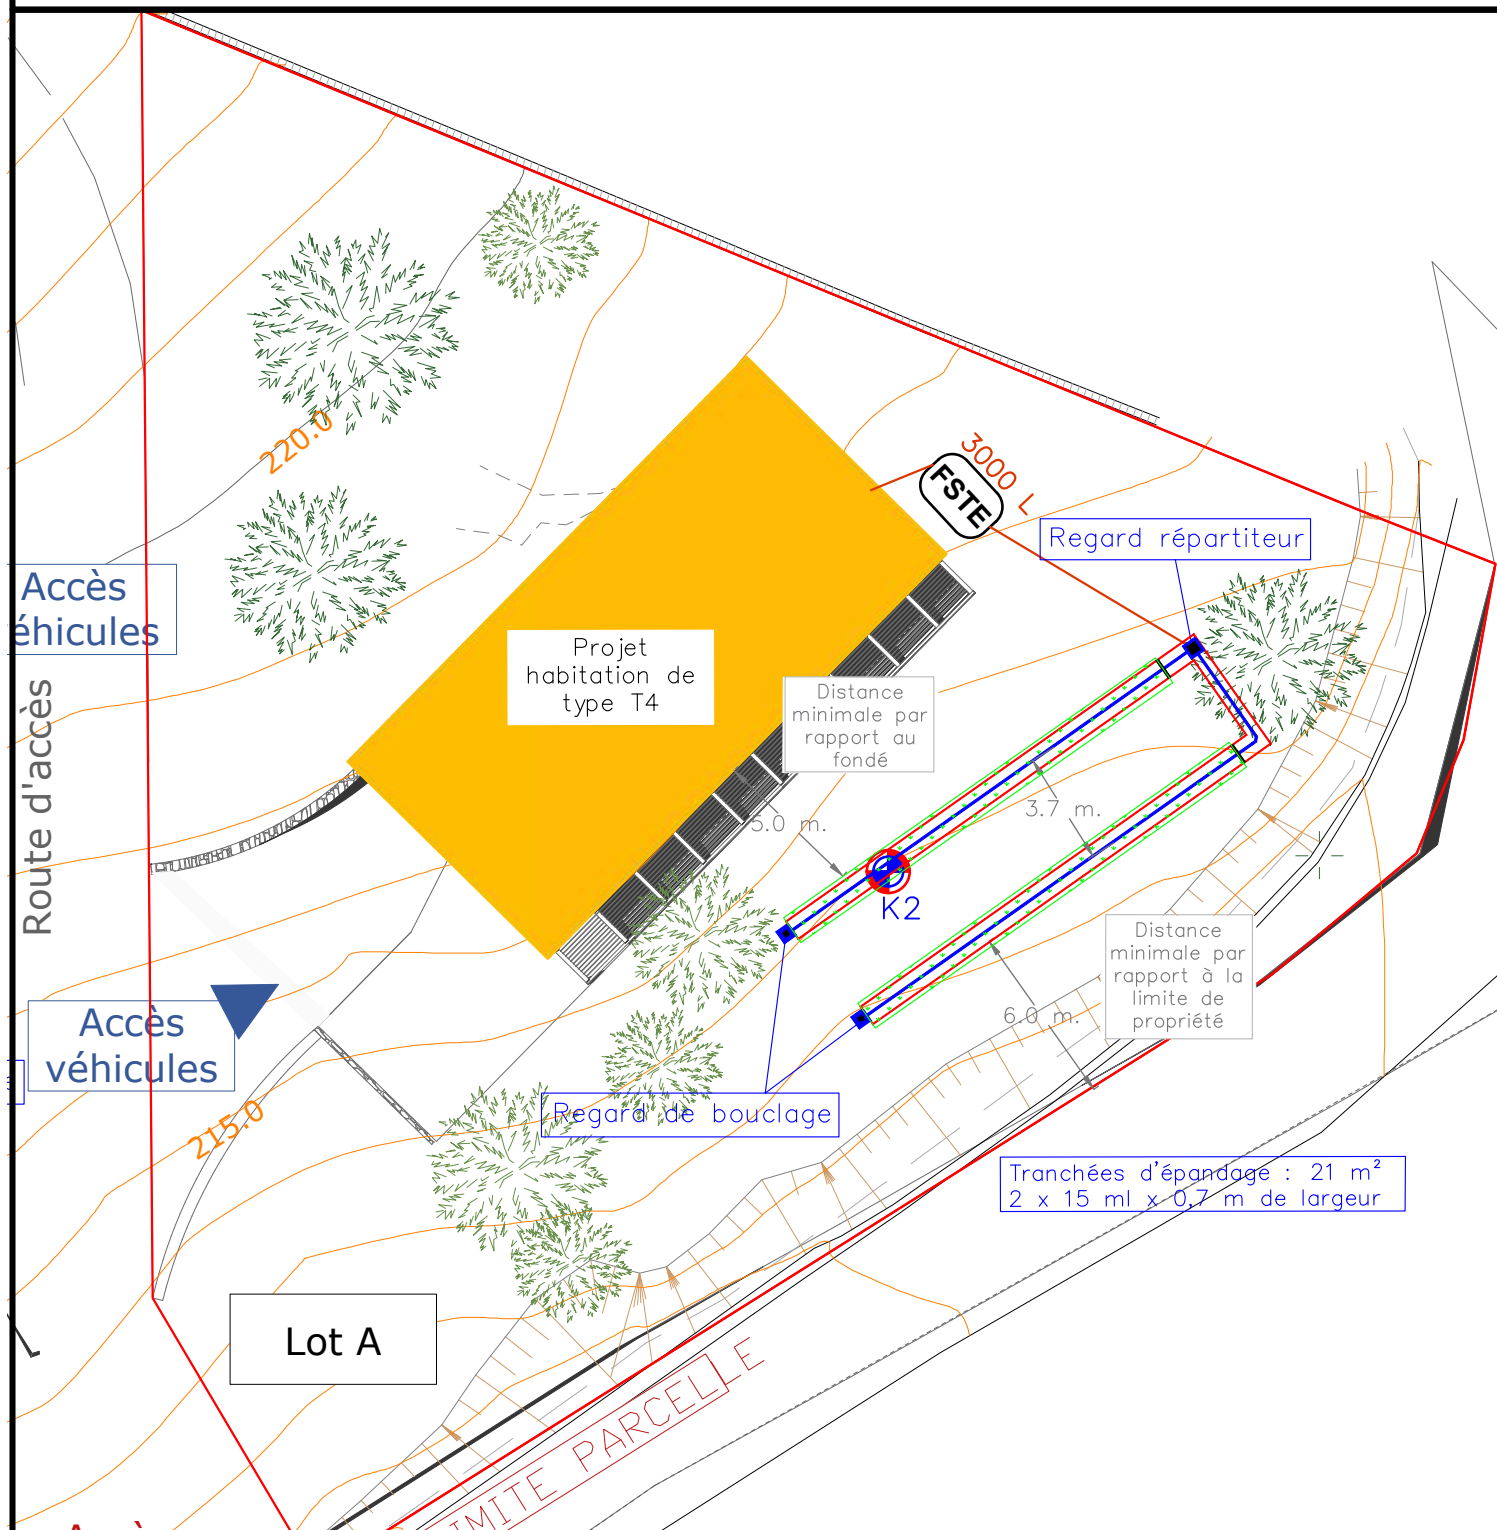 220.0
3000 L
FSTE
Regard répartiteur
Accès
éhicules
Projet
habitation de
type T4
Distance
minimale par
rapport au
fondé
Route d'accès
5.0 m.
3.7 m.
K2
Distance
minimale par
rapport à la
limite de
propriété
6.0 m.
Accès
véhicules
Regard de bouclage
215.0
Tranchées d'épandage : 21 m²
2 x 15 ml x 0,7 m de largeur
Lot A
IMITE PARCELLE